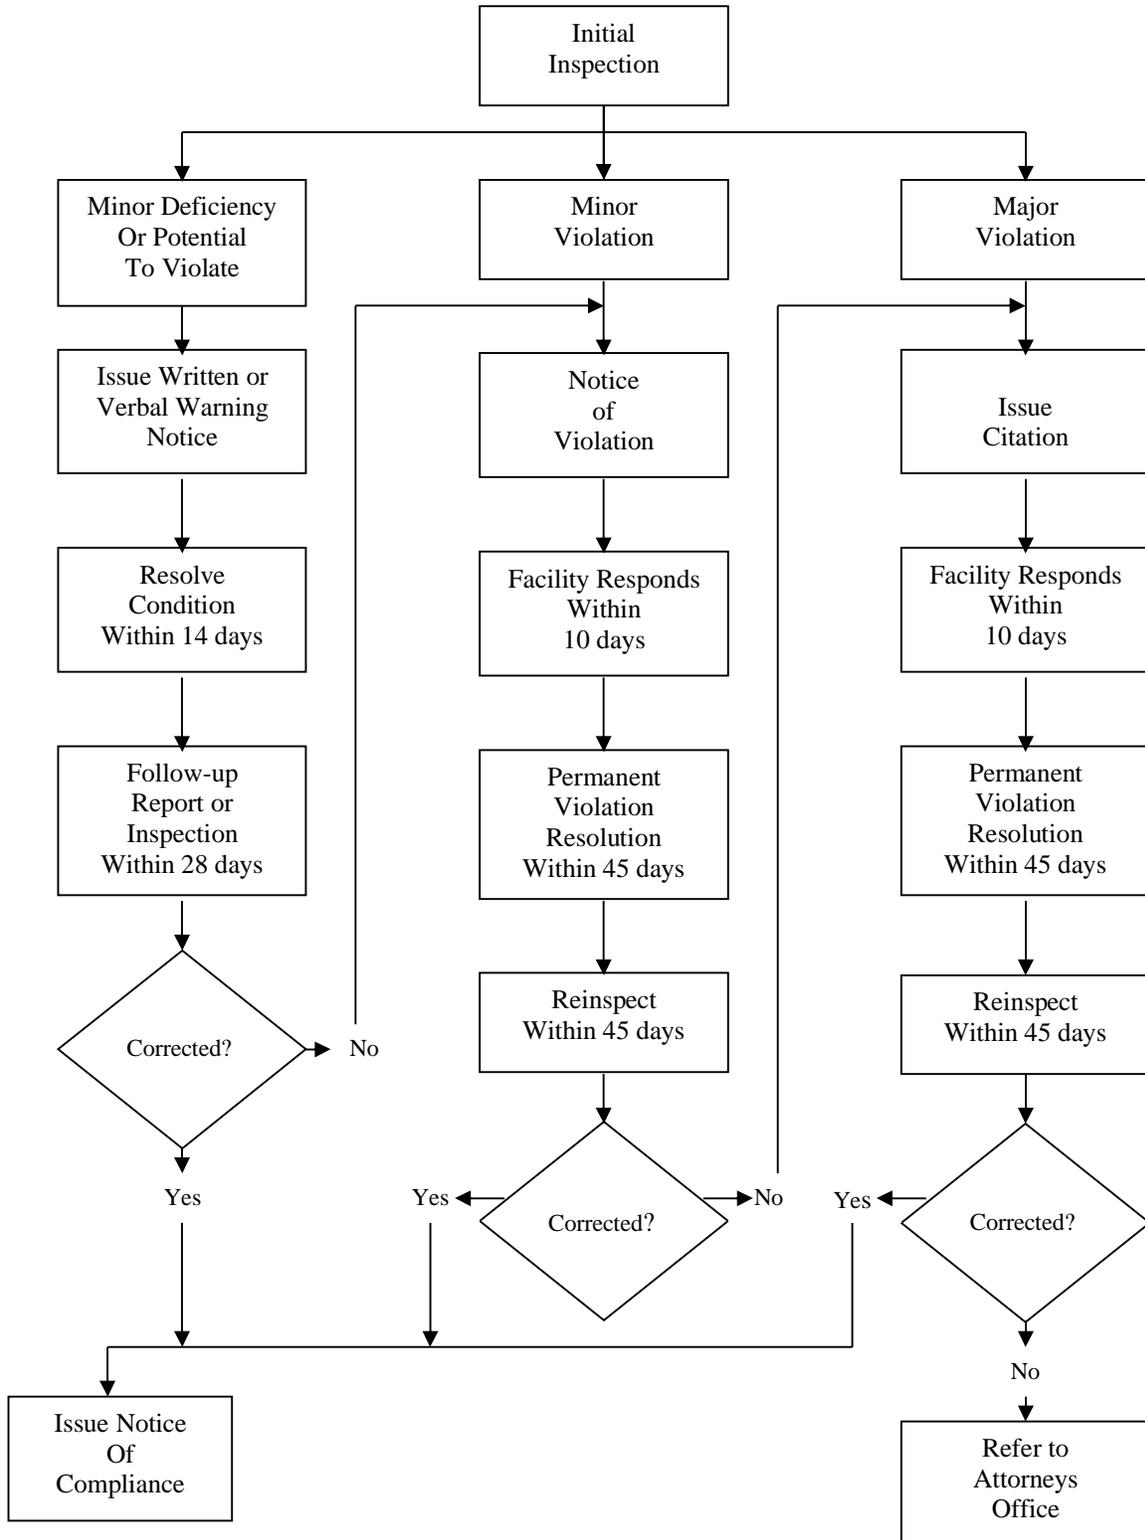 Initial
Inspection
Minor Deficiency
Or Potential
To Violate
Minor
Violation
Major
Violation
Issue Written or
Verbal Warning
Notice
Notice
of
Violation
Issue
Citation
Resolve
Condition
Within 14 days
Facility Responds
Within
10 days
Facility Responds
Within
10 days
Follow-up
Report or
Inspection
Within 28 days
Permanent
Violation
Resolution
Within 45 days
Permanent
Violation
Resolution
Within 45 days
Reinspect
Within 45 days
Reinspect
Within 45 days
Corrected?
No
Yes
Yes
Corrected?
No
Yes
Corrected?
No
Issue Notice
Of
Compliance
Refer to
Attorneys
Office